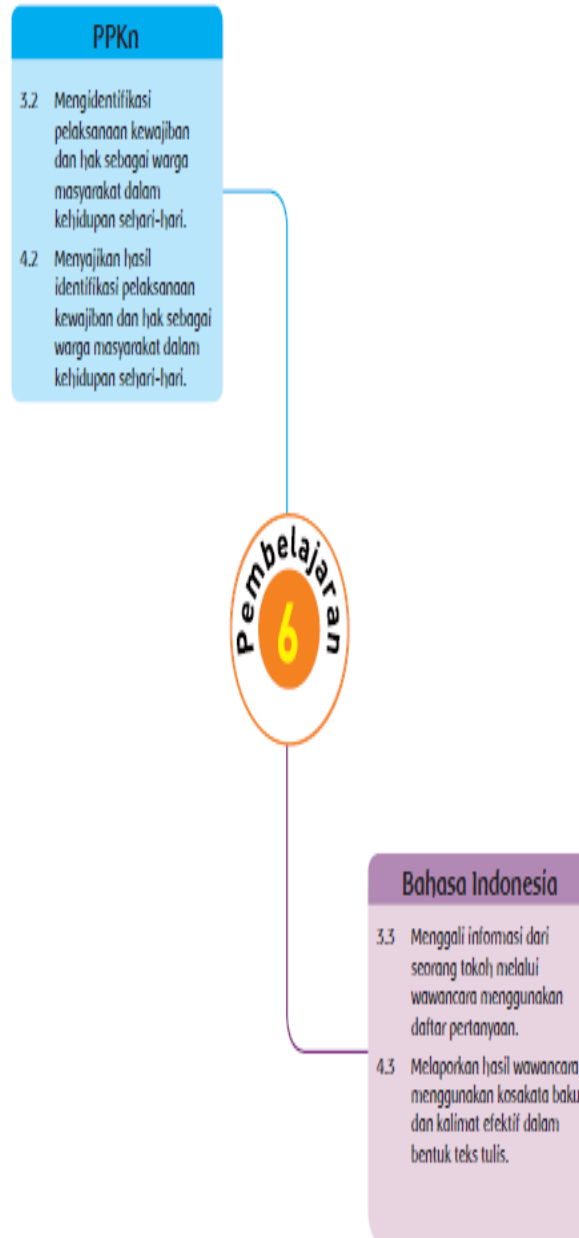 PPKn
3.2 Mengidentifikasi
pelaksanaan kewajiban
dan hak sebagai warga
masyarakat dalam
kehidupan sehari-hari.
4.2 Menyajikan hasil
identifikasi pelaksanaan
kewajiban dan hak sebagai
warga masyarakat dalam
kehidupan sehari-hari.
Pembelajaran
6
Bahasa Indonesia
3.3 Menggali informasi dari
seorang tokoh melalui
wawancara menggunakan
daftar pertanyaan.
4.3 Melaporkan hasil wawancara
menggunakan kosakata baku
dan kalimat efektif dalam
bentuk teks tulis.